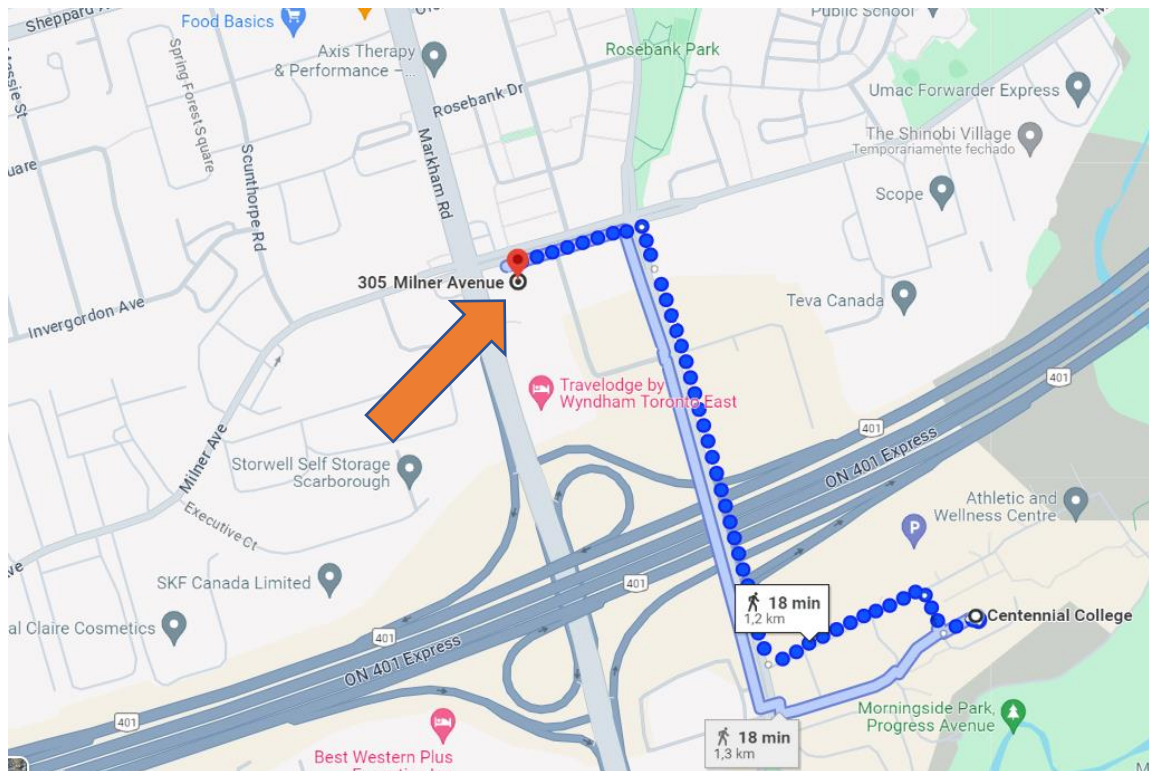 Sheppard
Food Basics
Public School
Axis Therapy
& Performance –...
Rosebank Park
Massie St
Spring Forest Square
Rosebank Dr
Umac Forwarder Express
The Shinobi Village
Temporariamente fechado
Markham Rd
Scunthorpe Rd
Scope
305 Milner Avenue
Invergordon Ave
Teva Canada
Travelodge by
Wyndham Toronto East
401
401
ON 401 Express
Milner Ave
Storwell Self Storage
Scarborough
Executive Ct
Athletic and
Wellness Centre
P
SKF Canada Limited
401
18 min
1,2 km
Centennial College
al Claire Cosmetics
401
ON 401 Express
Morningside Park,
Progress Avenue
401
18 min
1,3 km
Best Western Plus